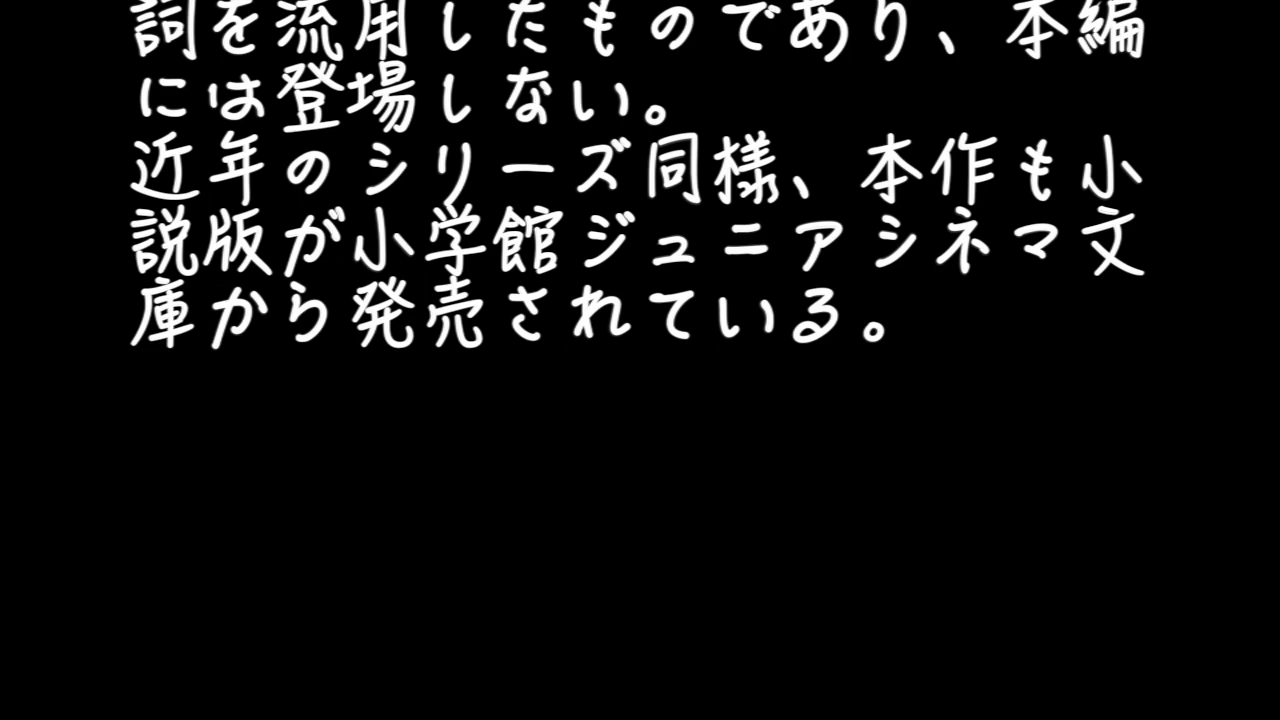 詞を流用したものであり、本編
には登場しない。
近年のシリーズ同様、本作も小
説版が小学館ジュニアシネマ文
庫から発売されている。